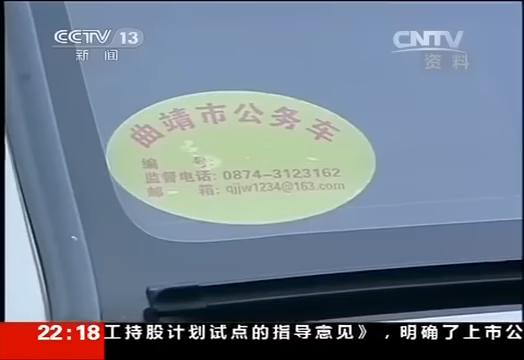 CCTV 13
新闻
CNTV
资料
曲靖市公务车
编 号:
监督电话: 0874-3123162
邮 箱: qjjw1234@163.com
22:18
工持股计划试点的指导意见》，明确了上市公